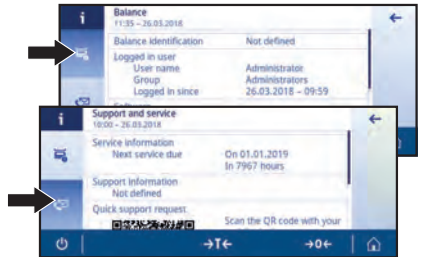 i
Balance
11:35 – 26.03.2018
Balance identification Not defined
Logged in user
User name Administrator
Group Administrators
Logged in since 26.03.2018 – 09:59
i
Support and service
10:00 – 26.03.2018
Service information
Next service due On 01.01.2019
In 7967 hours
Support information
Not defined
Quick support request
Scan the QR code with your
→T← →0←